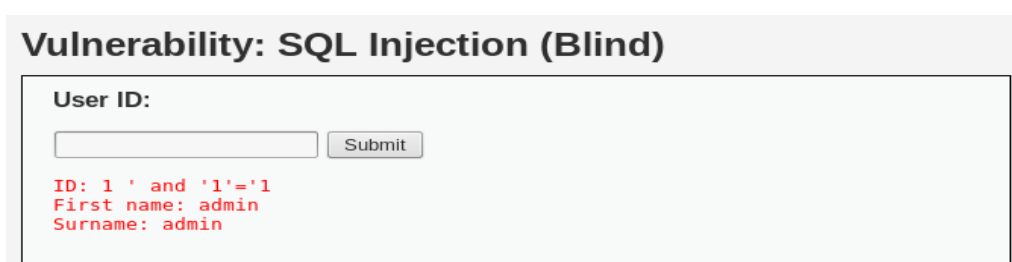 Vulnerability: SQL Injection (Blind)
User ID:
Submit
ID: 1 ' and '1'='1
First name: admin
Surname: admin